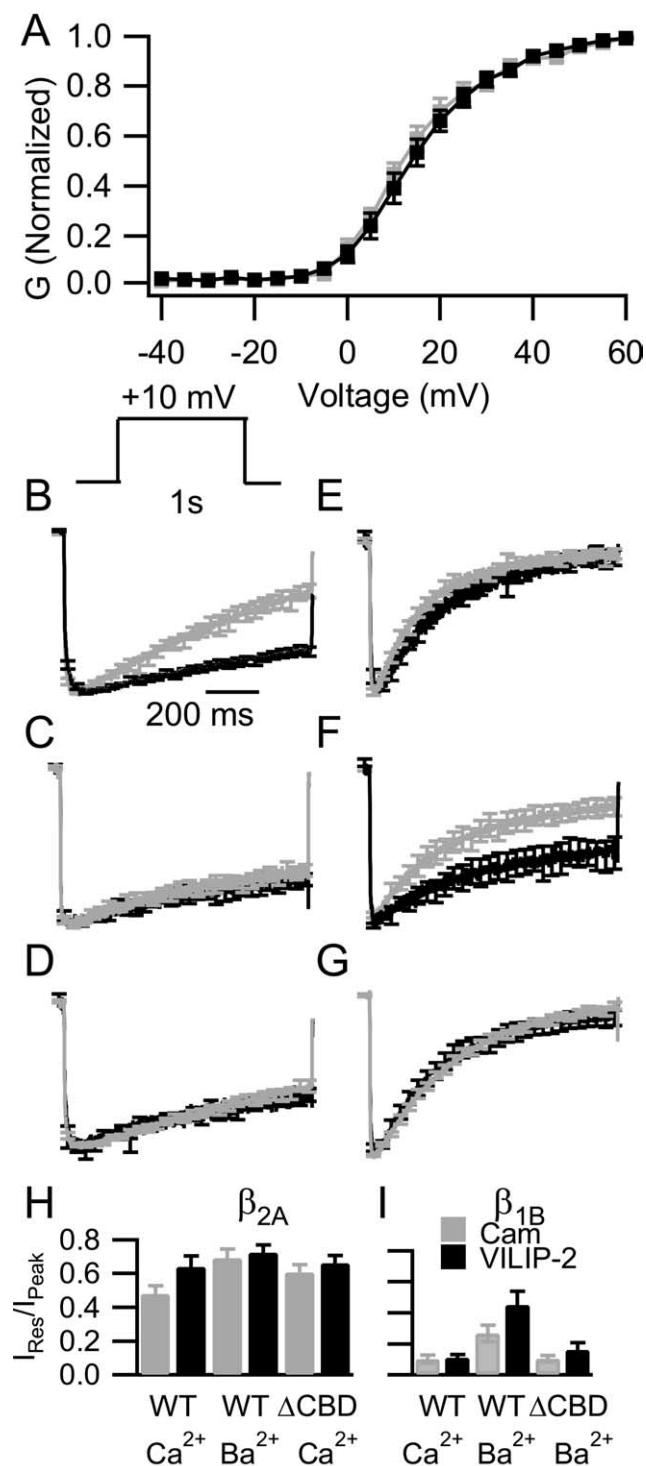 A
G (Normalized)
1.0
0.8
0.6
0.4
0.2
0.0
-40 -20 0 20 40 60
Voltage (mV)
+10 mV
1s
B
E
200 ms
C
F
D
G
H
β2A
I
β1B
Cam
VILIP-2
IRes/IPeak
0.8
0.6
0.4
0.2
0.0
WT WT ΔCBD
Ca2+ Ba2+ Ca2+
WT WT ΔCBD
Ca2+ Ba2+ Ba2+